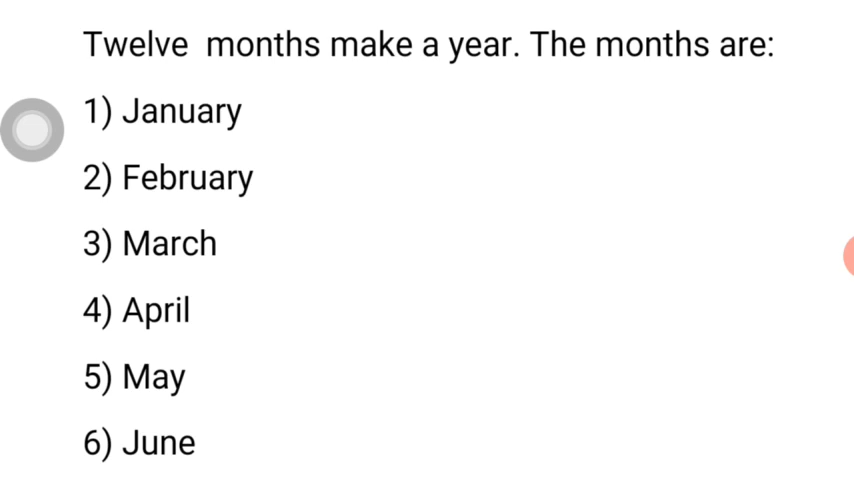 Twelve  months make a year. The months are:
1) January
2) February
3) March
4) April
5) May
6) June